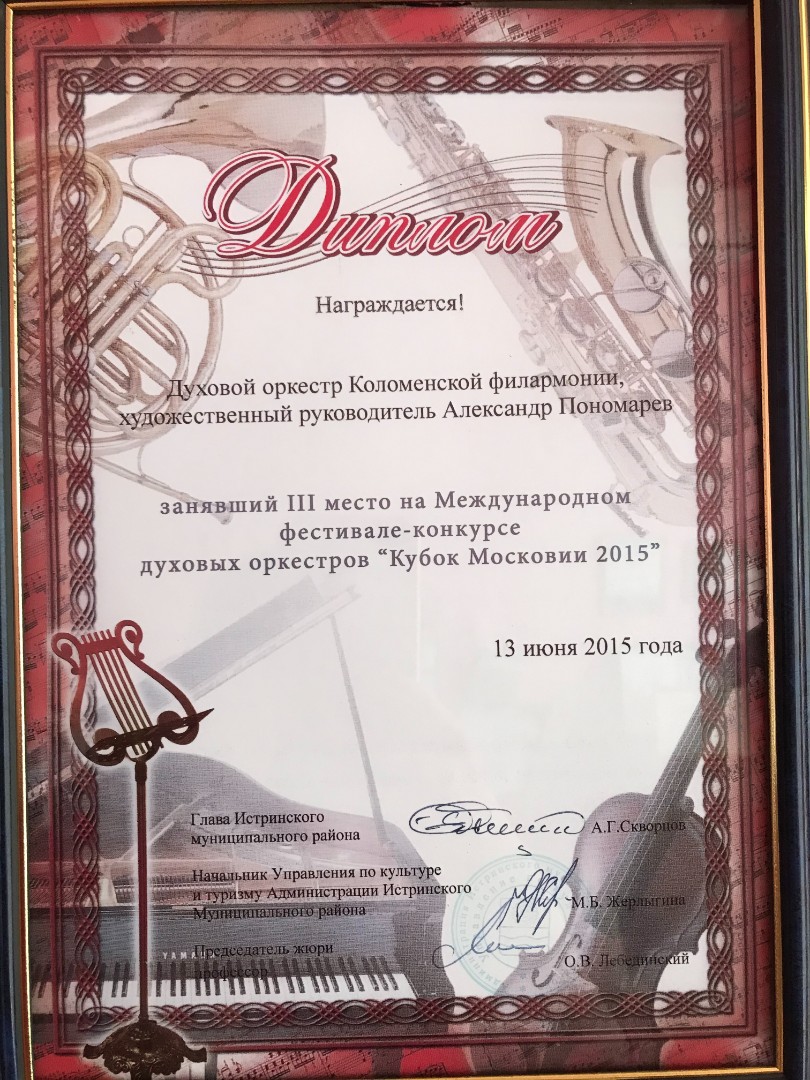 Диплом
Награждается!
Духовой оркестр Коломенской филармонии,
художественный руководитель Александр Пономарев
занявший III место на Международном
фестивале-конкурсе
духовых оркестров “Кубок Московии 2015”
13 июня 2015 года
Глава Истринского
муниципального района
А.Г.Скворцов
Начальник Управления по культуре
и туризму Администрации Истринского
Муниципального района
М.Б. Жерлыгина
Председатель жюри
профессор
О.В. Лебединский